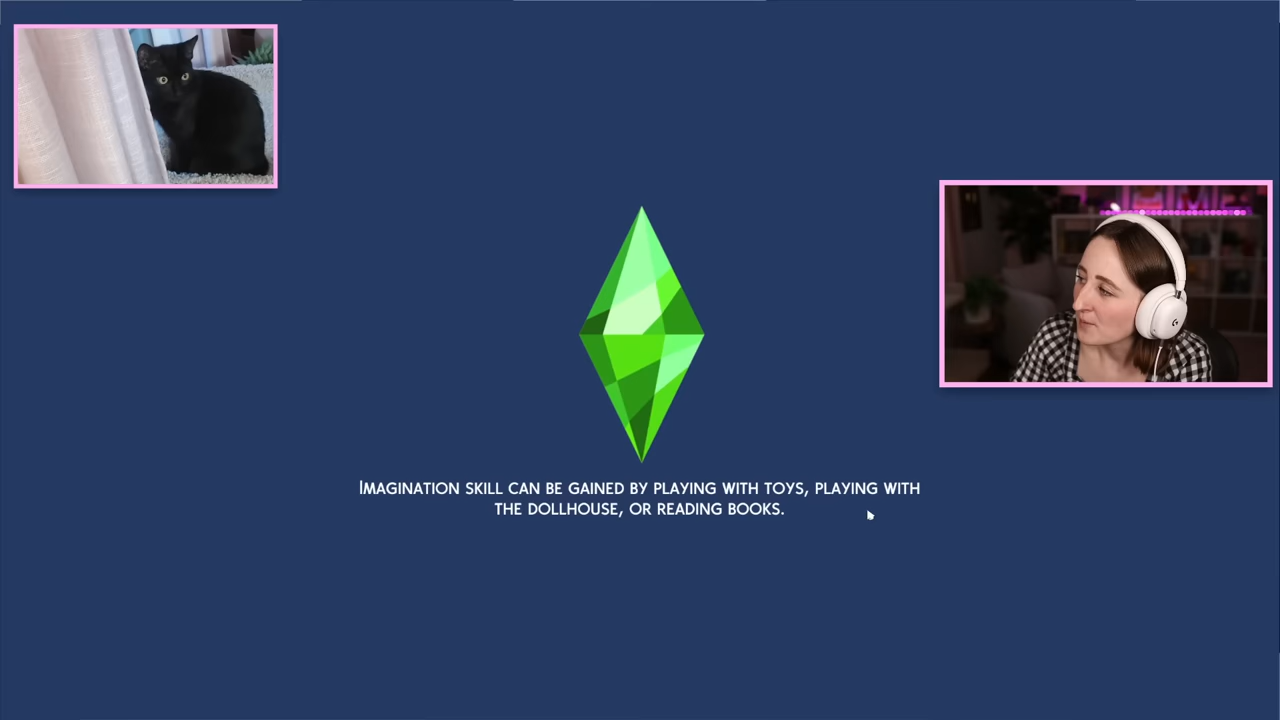 Imagination skill can be gained by playing with toys, playing with
the dollhouse, or reading books.